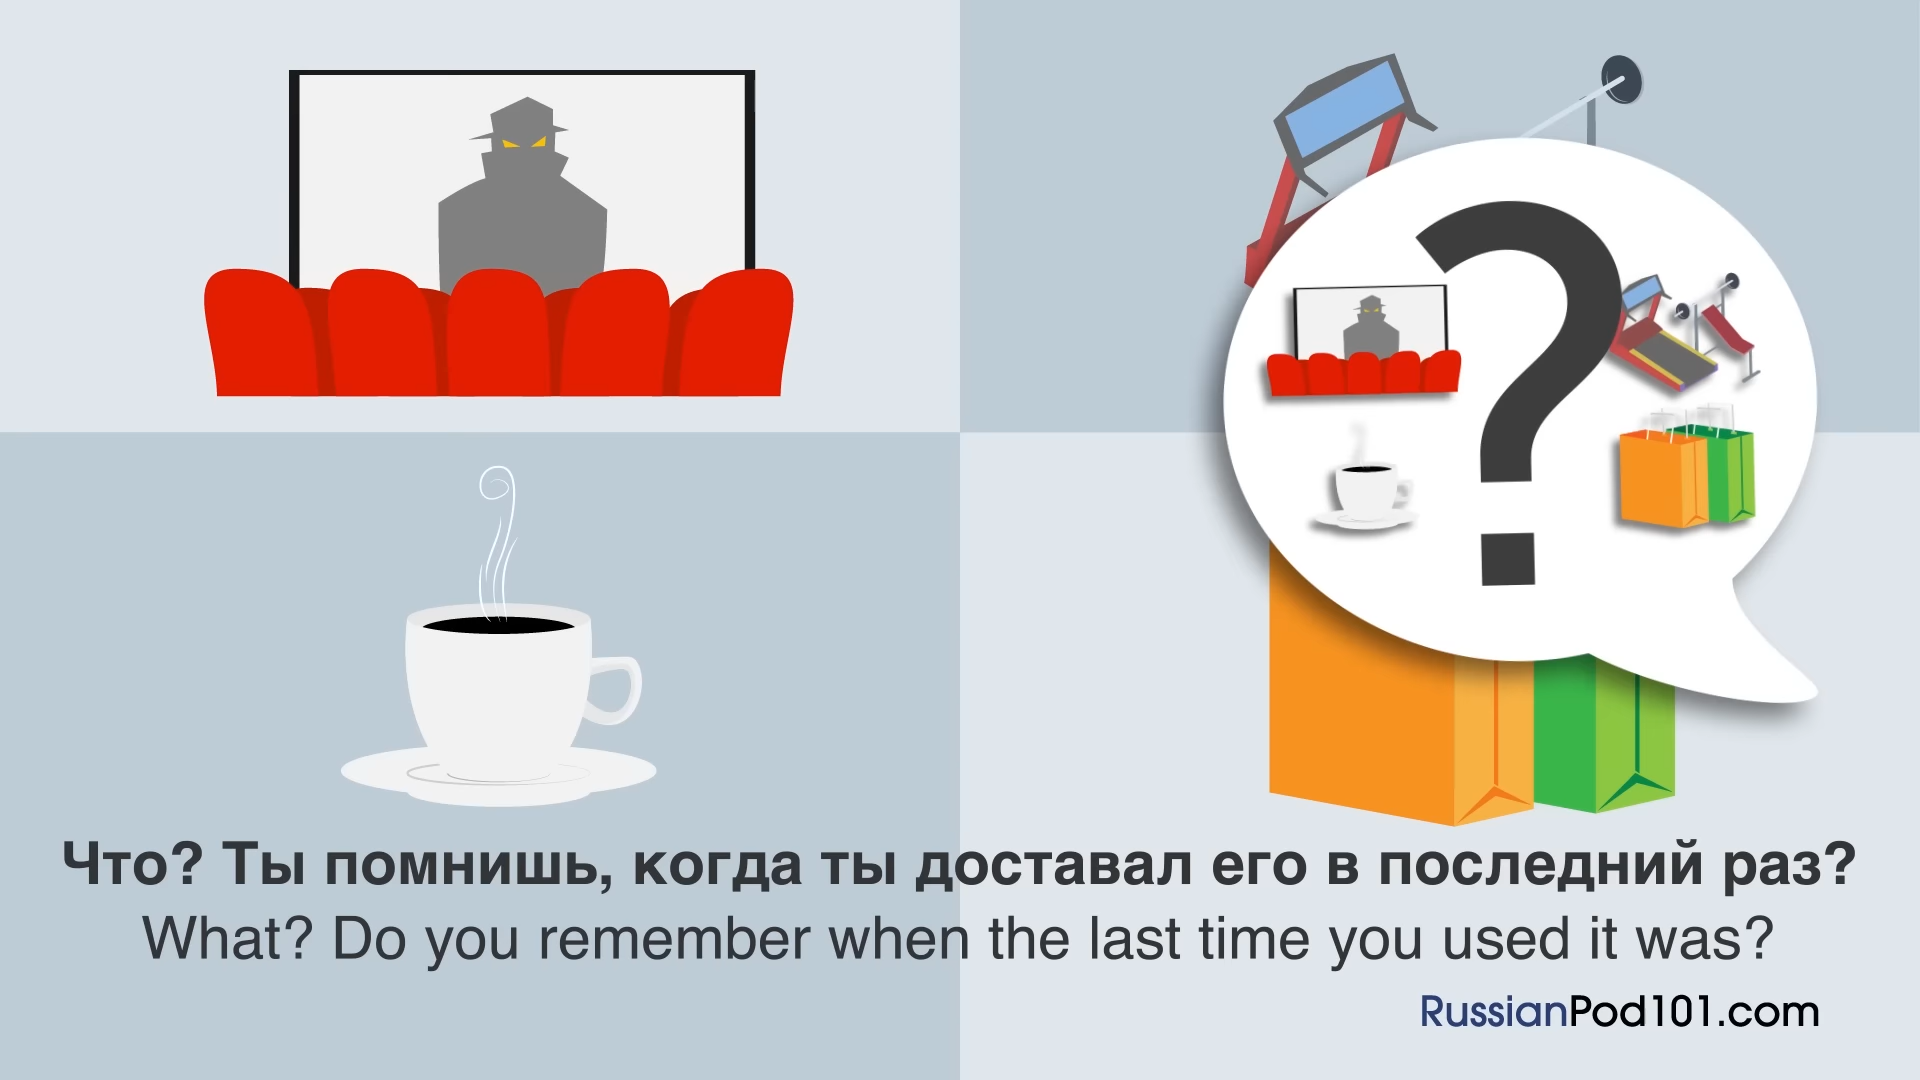 Что? Ты помнишь, когда ты доставал его в последний раз?
What? Do you remember when the last time you used it was?
RussianPod101.com